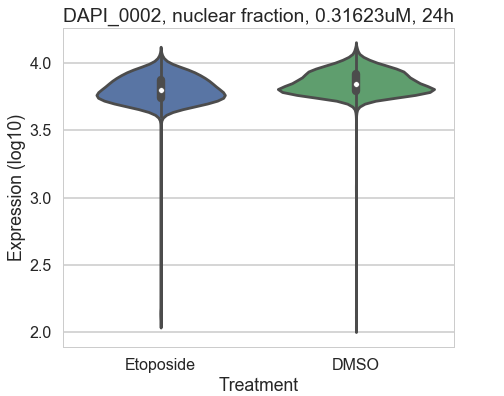 DAPI_0002, nuclear fraction, 0.31623uM, 24h
Expression (log10)
4.0
3.5
3.0
2.5
2.0
Etoposide
DMSO
Treatment